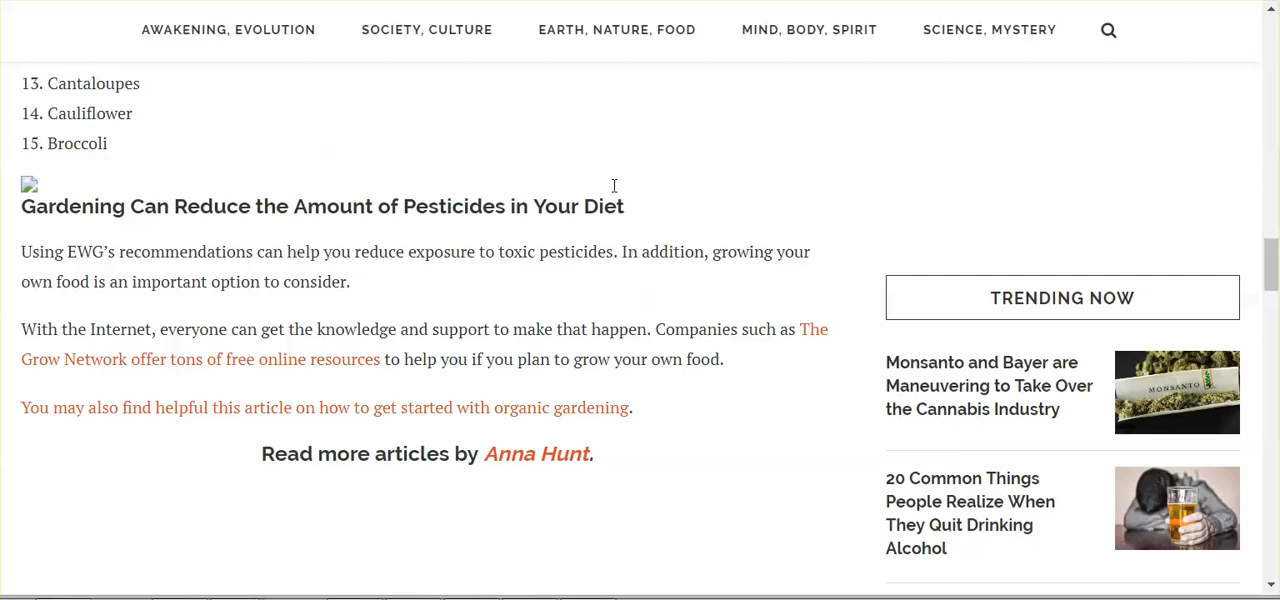 AWAKENING, EVOLUTION SOCIETY, CULTURE EARTH, NATURE, FOOD MIND, BODY, SPIRIT SCIENCE, MYSTERY
13. Cantaloupes
14. Cauliflower
15. Broccoli
Gardening Can Reduce the Amount of Pesticides in Your Diet
Using EWG’s recommendations can help you reduce exposure to toxic pesticides. In addition, growing your
own food is an important option to consider.
With the Internet, everyone can get the knowledge and support to make that happen. Companies such as The
Grow Network offer tons of free online resources to help you if you plan to grow your own food.
You may also find helpful this article on how to get started with organic gardening.
Read more articles by Anna Hunt.
TRENDING NOW
Monsanto and Bayer are
Maneuvering to Take Over
the Cannabis Industry
MONSANTO
20 Common Things
People Realize When
They Quit Drinking
Alcohol